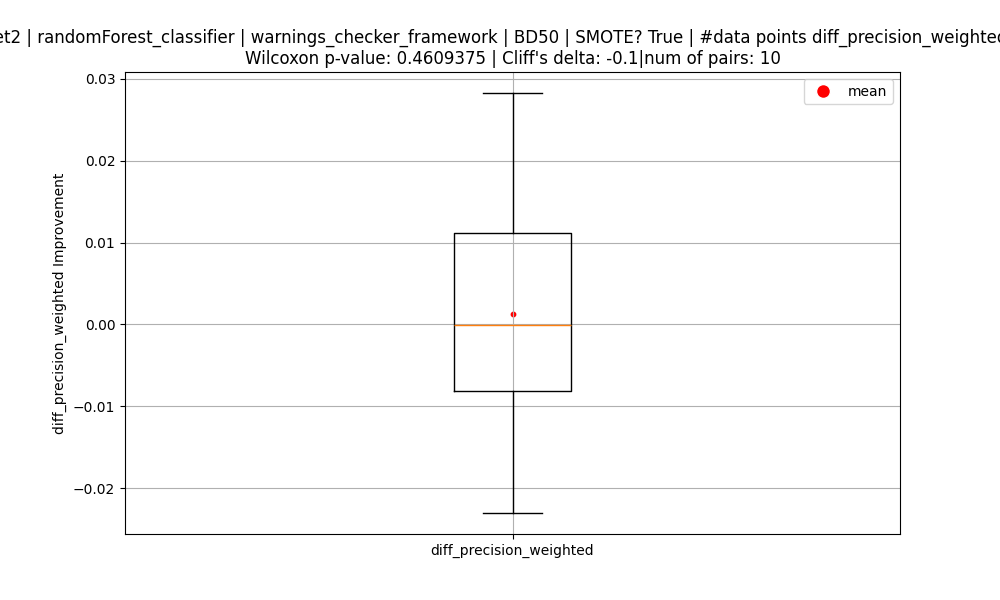 et2 | randomForest_classifier | warnings_checker_framework | BD50 | SMOTE? True | #data points diff_precision_weighted
Wilcoxon p-value: 0.4609375 | Cliff's delta: -0.1|num of pairs: 10
mean
0.03
0.02
0.01
0.00
−0.01
−0.02
diff_precision_weighted Improvement
diff_precision_weighted